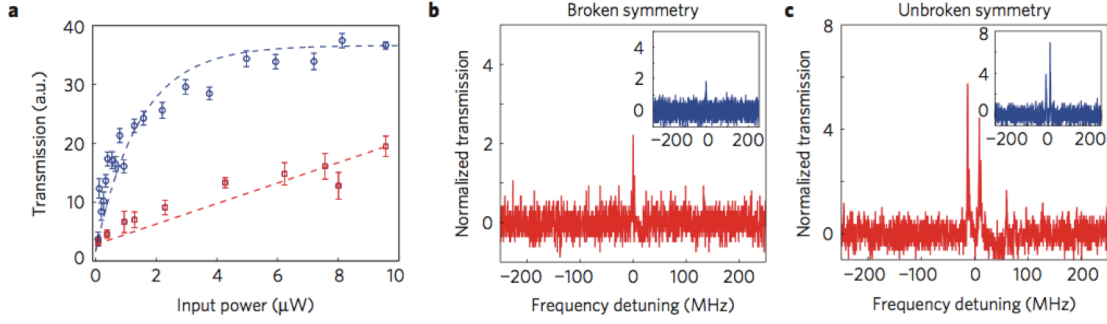 a
Transmission (a.u.)
40
30
20
10
0
0 2 4 6 8 10
Input power (μW)
b
Broken symmetry
Normalized transmission
4
2
0
−200 −100 0 100 200
Frequency detuning (MHz)
4
2
0
−200 0 200
c
Unbroken symmetry
Normalized transmission
8
4
0
−200 −100 0 100 200
Frequency detuning (MHz)
8
4
0
−200 0 200